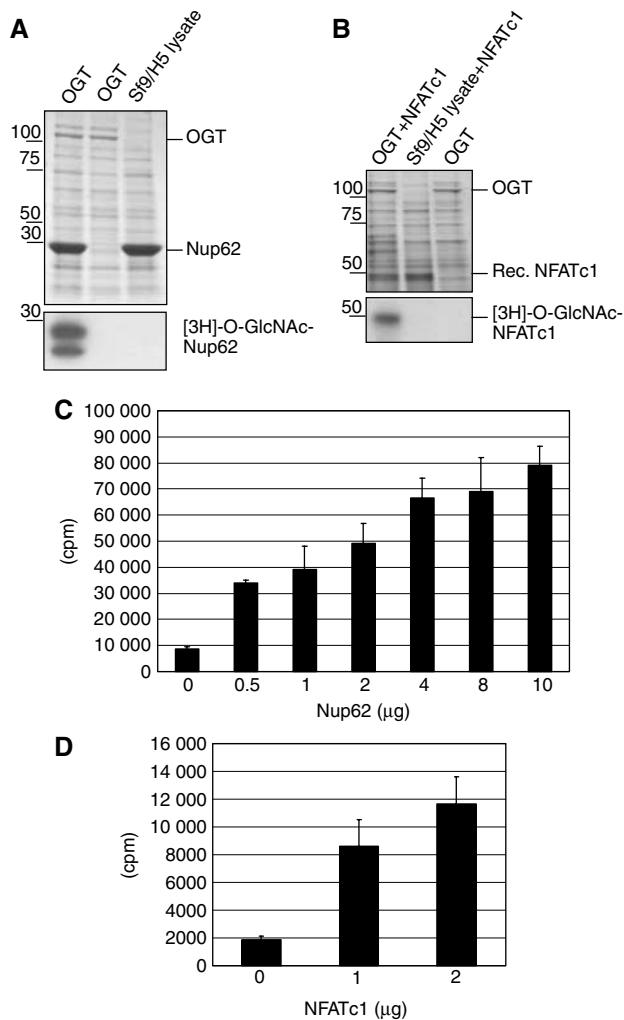 A
OGT
OGT
Sf9/H5 lysate
100
75
50
30
OGT
Nup62
30
[3H]-O-GlcNAc-
Nup62
B
OGT+NFATc1
Sf9/H5 lysate+NFATc1
OGT
100
75
50
OGT
Rec. NFATc1
50
[3H]-O-GlcNAc-
NFATc1
C
100 000
90 000
80 000
70 000
60 000
50 000
40 000
30 000
20 000
10 000
0
(cpm)
0 0.5 1 2 4 8 10
Nup62 (μg)
D
16 000
14 000
12 000
10 000
8000
6000
4000
2000
0
(cpm)
0 1 2
NFATc1 (μg)